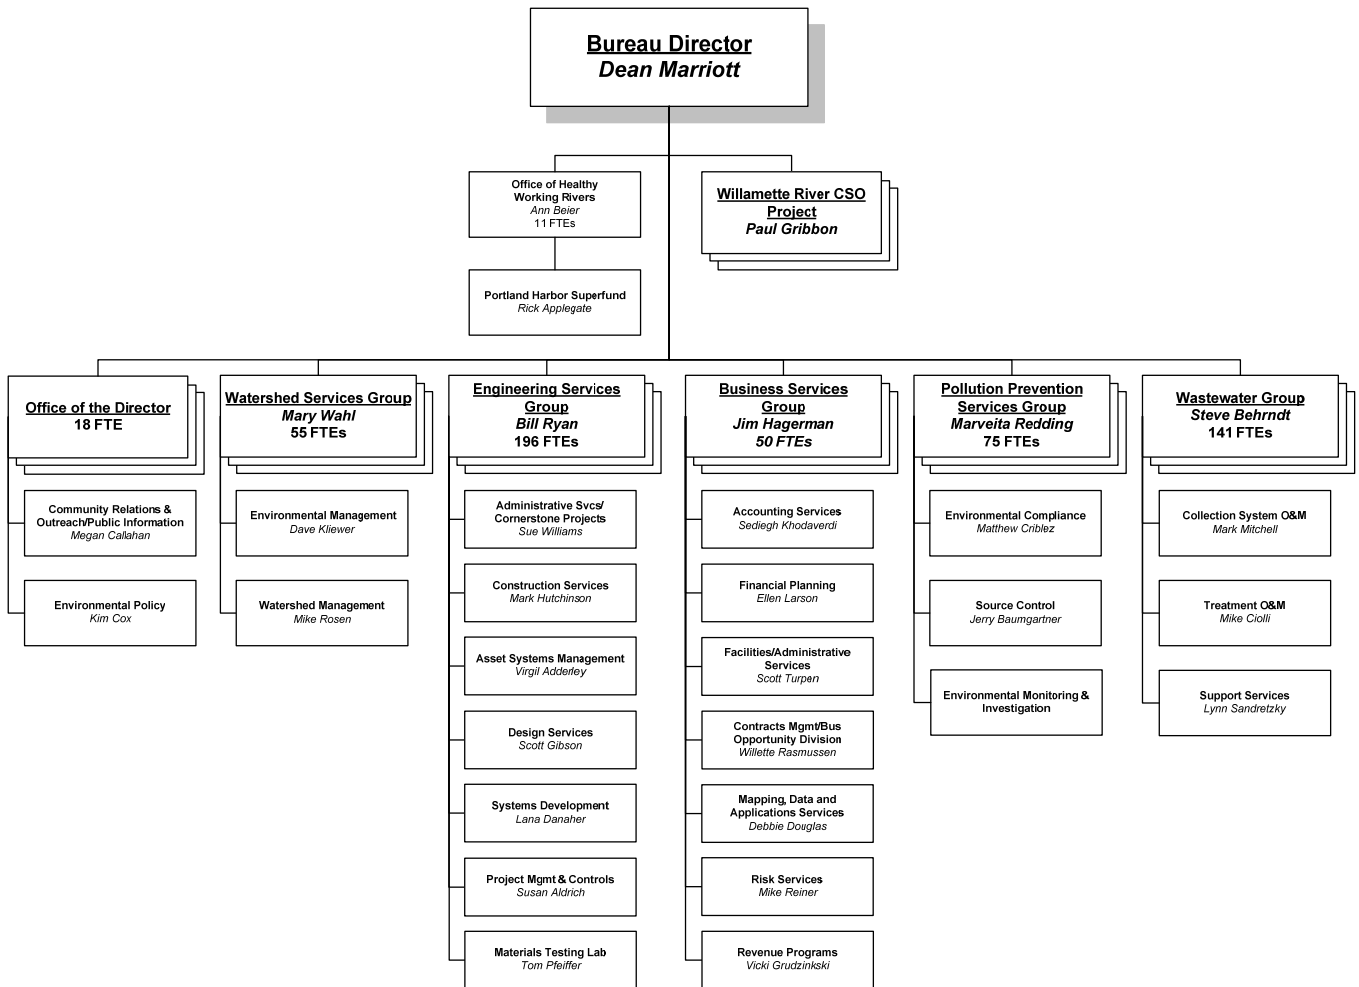 Bureau Director
Dean Marriott
Office of Healthy
Working Rivers
Ann Beier
11 FTEs
Willamette River CSO
Project
Paul Gribbon
Portland Harbor Superfund
Rick Applegate
Office of the Director
18 FTE
Community Relations &
Outreach/Public Information
Megan Callahan
Environmental Policy
Kim Cox
Watershed Services Group
Mary Wahl
55 FTEs
Environmental Management
Dave Kliewer
Watershed Management
Mike Rosen
Engineering Services
Group
Bill Ryan
196 FTEs
Administrative Svcs/
Cornerstone Projects
Sue Williams
Construction Services
Mark Hutchinson
Asset Systems Management
Virgil Adderley
Design Services
Scott Gibson
Systems Development
Lana Danaher
Project Mgmt & Controls
Susan Aldrich
Materials Testing Lab
Tom Pfeiffer
Business Services
Group
Jim Hagerman
50 FTEs
Accounting Services
Sediegh Khodaverdi
Financial Planning
Ellen Larson
Facilities/Administrative
Services
Scott Turpen
Contracts Mgmt/Bus
Opportunity Division
Willette Rasmussen
Mapping, Data and
Applications Services
Debbie Douglas
Risk Services
Mike Reiner
Revenue Programs
Vicki Grudzinkski
Pollution Prevention
Services Group
Marveita Redding
75 FTEs
Environmental Compliance
Matthew Criblez
Source Control
Jerry Baumgartner
Environmental Monitoring &
Investigation
Wastewater Group
Steve Behrndt
141 FTEs
Collection System O&M
Mark Mitchell
Treatment O&M
Mike Ciolli
Support Services
Lynn Sandretzky